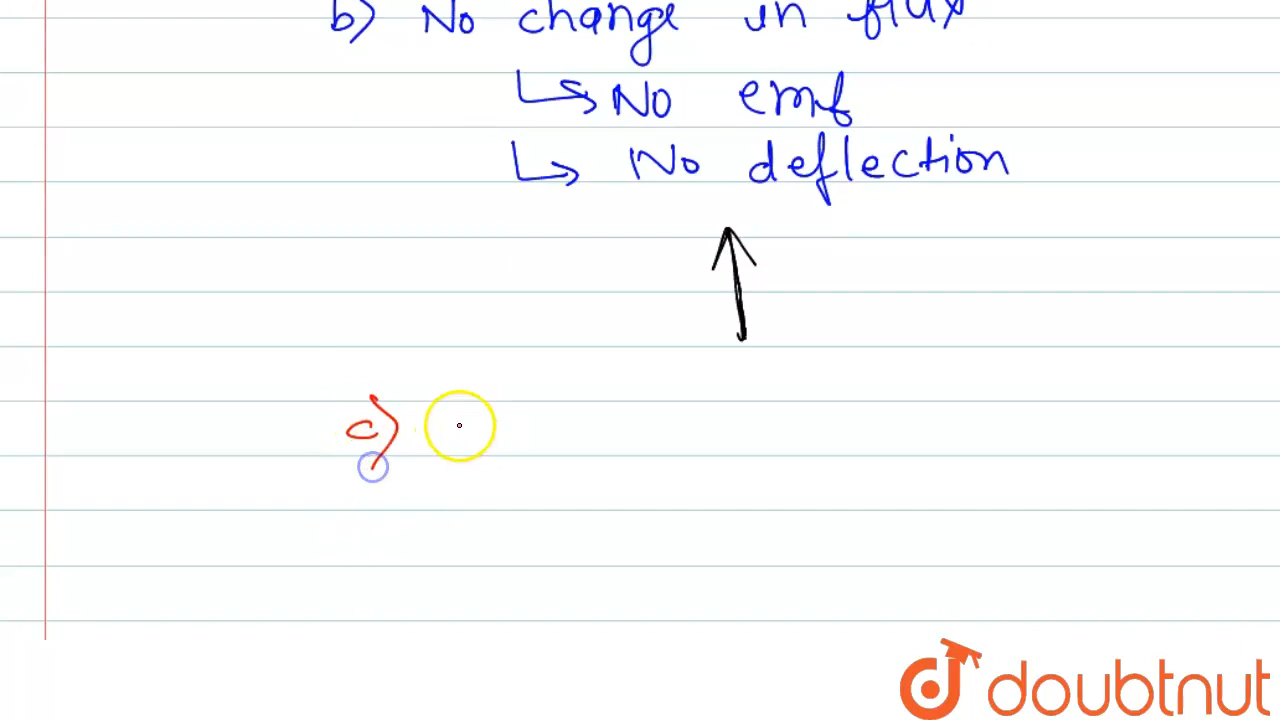 b) No change in flux
↳ No emf
↳ No deflection
c)
doubtnut